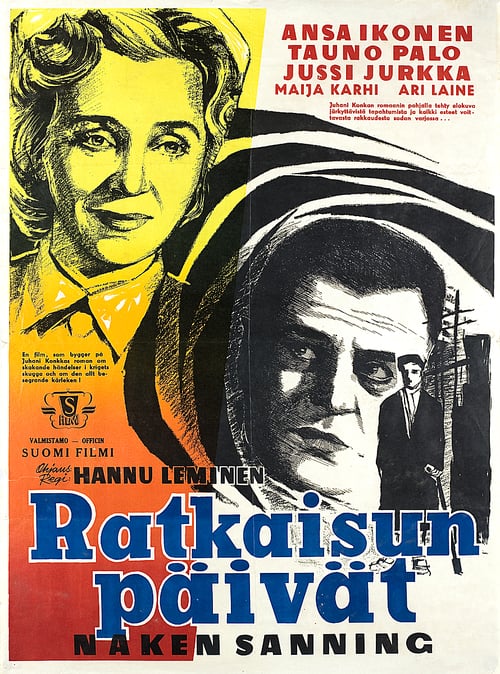 ANSA IKONEN
TAUNO PALO
JUSSI JURKKA
MAIJA KARHI ARI LAINE
Juhani Konkan romaanin pohjalla tehty elokuva
järkyttävistä tapahtumista ja kaikki esteet voit-
tavasta rakkaudesta sodan varjossa...
En film, som bygger på
Juhani Konkkas roman om
skakande händelser i krigets
skugga och om den allt be-
segrande kärleken!
S
FILMI
VALMISTAMO — OFFICIN
SUOMI FILMI
Ohjaus
Regi: HANNU LEMINEN
Ratkaisun
päivät
NAKEN SANNING